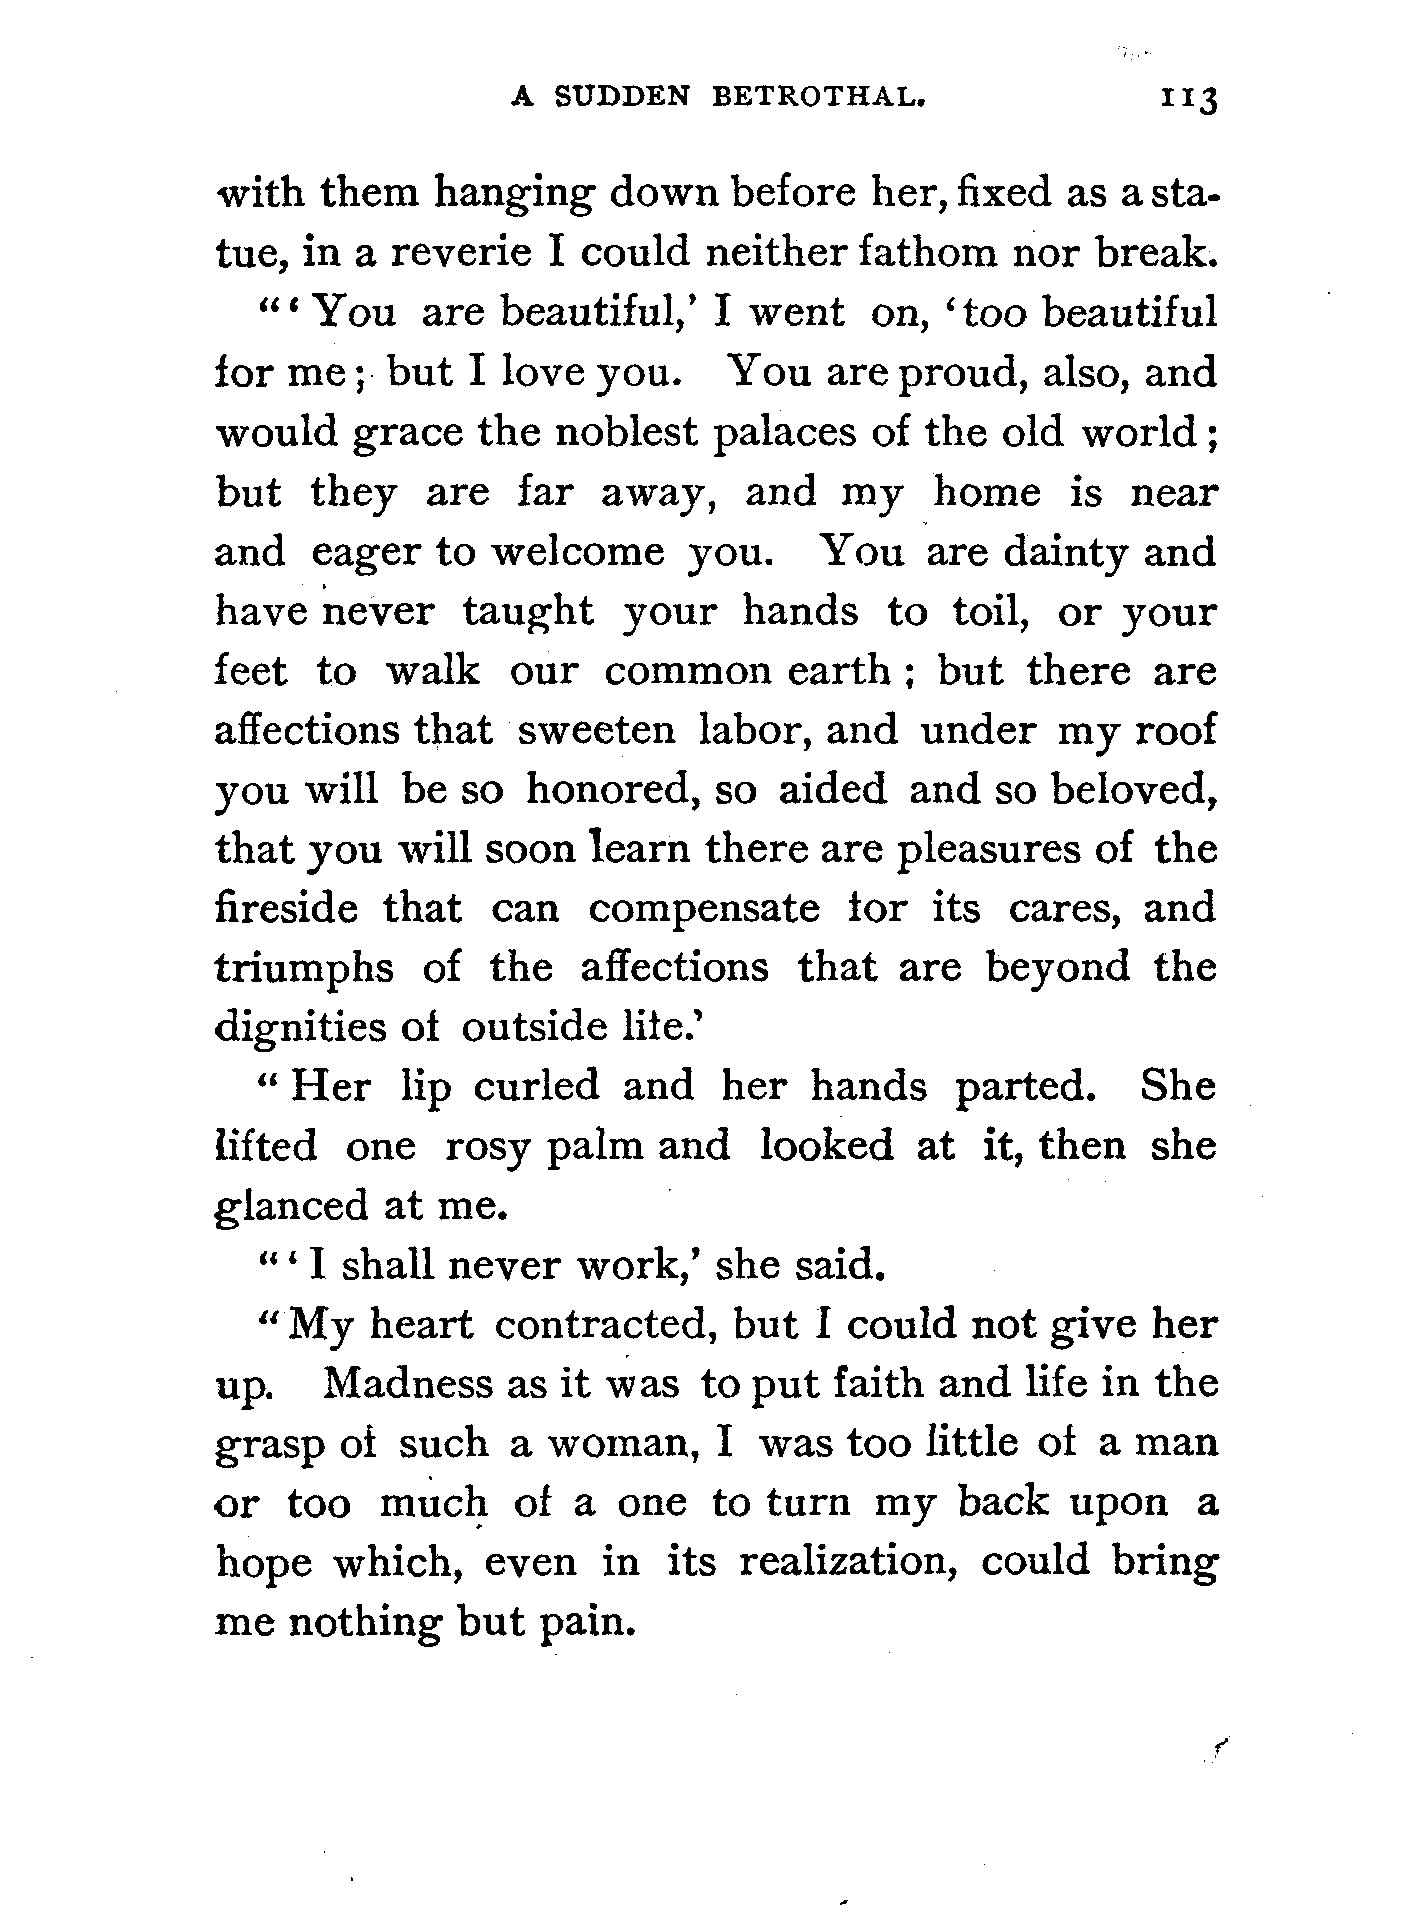 A SUDDEN BETROTHAL. 113
with them hanging down before her, fixed as a sta-
tue, in a reverie I could neither fathom nor break.
"'You are beautiful,' I went on, 'too beautiful
for me; but I love you. You are proud, also, and
would grace the noblest palaces of the old world;
but they are far away, and my home is near
and eager to welcome you. You are dainty and
have never taught your hands to toil, or your
feet to walk our common earth; but there are
affections that sweeten labor, and under my roof
you will be so honored, so aided and so beloved,
that you will soon learn there are pleasures of the
fireside that can compensate for its cares, and
triumphs of the affections that are beyond the
dignities of outside life.'
"Her lip curled and her hands parted. She
lifted one rosy palm and looked at it, then she
glanced at me.
"'I shall never work,' she said.
"My heart contracted, but I could not give her
up. Madness as it was to put faith and life in the
grasp of such a woman, I was too little of a man
or too much of a one to turn my back upon a
hope which, even in its realization, could bring
me nothing but pain.